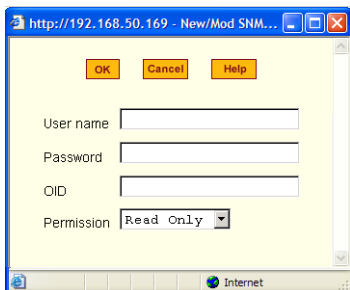 http://192.168.50.169 - New/Mod SNM...
OK Cancel Help
User name
Password
OID
Permission Read Only
Internet